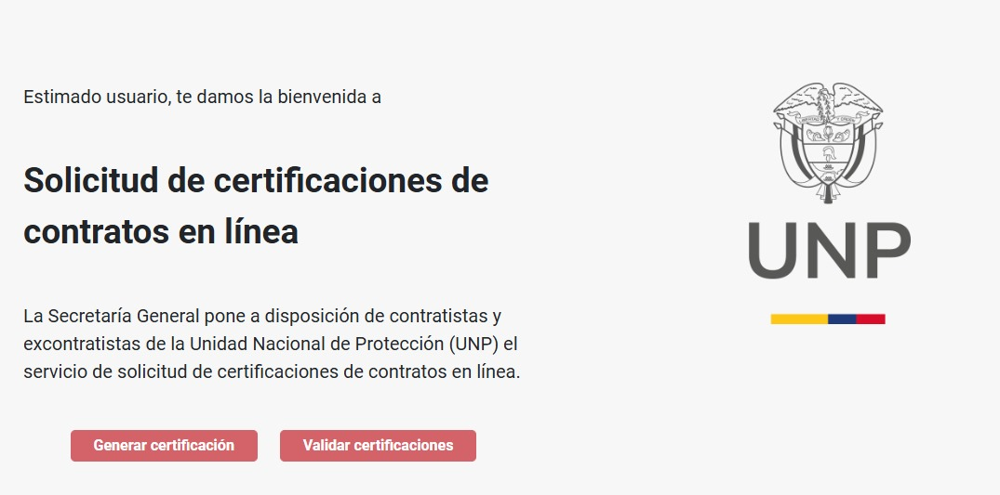 Estimado usuario, te damos la bienvenida a
Solicitud de certificaciones de
contratos en línea
La Secretaría General pone a disposición de contratistas y
excontratistas de la Unidad Nacional de Protección (UNP) el
servicio de solicitud de certificaciones de contratos en línea.
Generar certificación
Validar certificaciones
LIBERTAD Y ORDEN
UNP